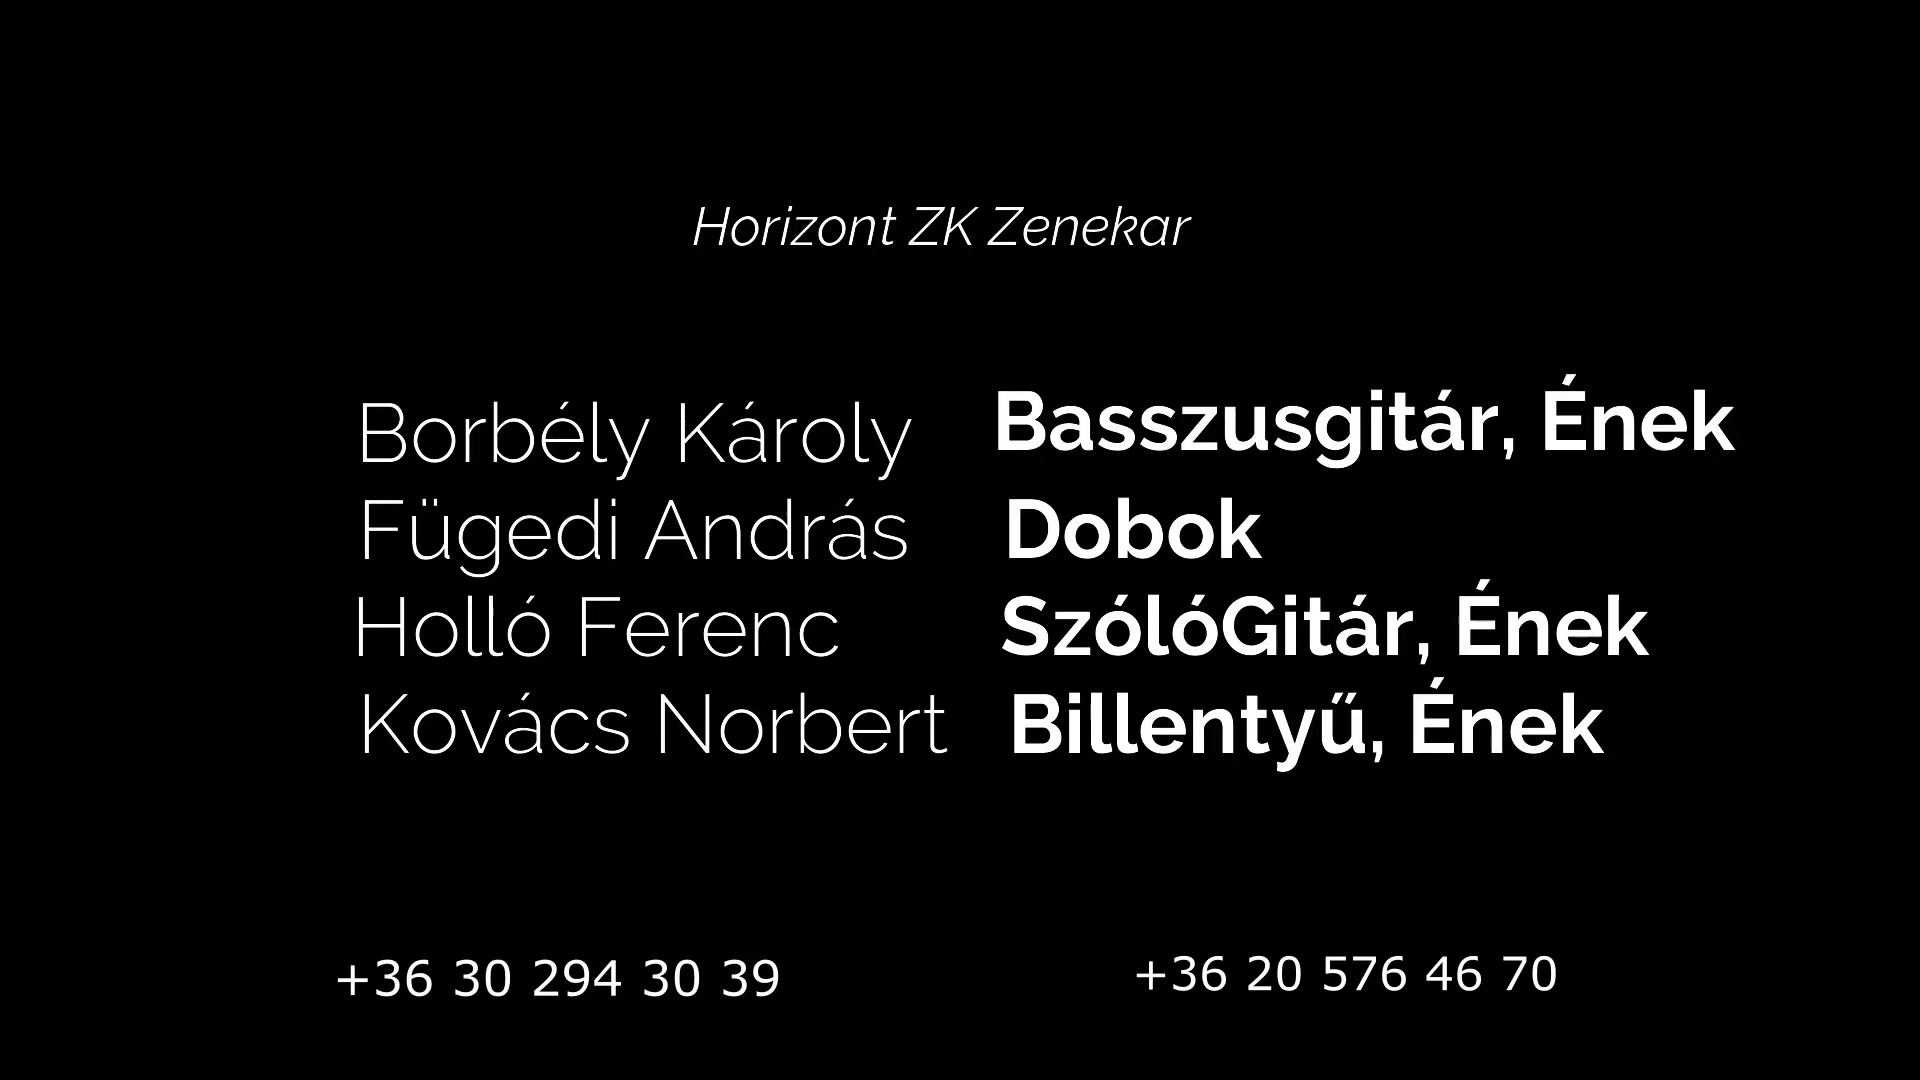 Horizont ZK Zenekar
Borbély Károly Basszusgitár, Ének
Fügedi András Dobok
Holló Ferenc SzólóGitár, Ének
Kovács Norbert Billentyű, Ének
+36 30 294 30 39 +36 20 576 46 70